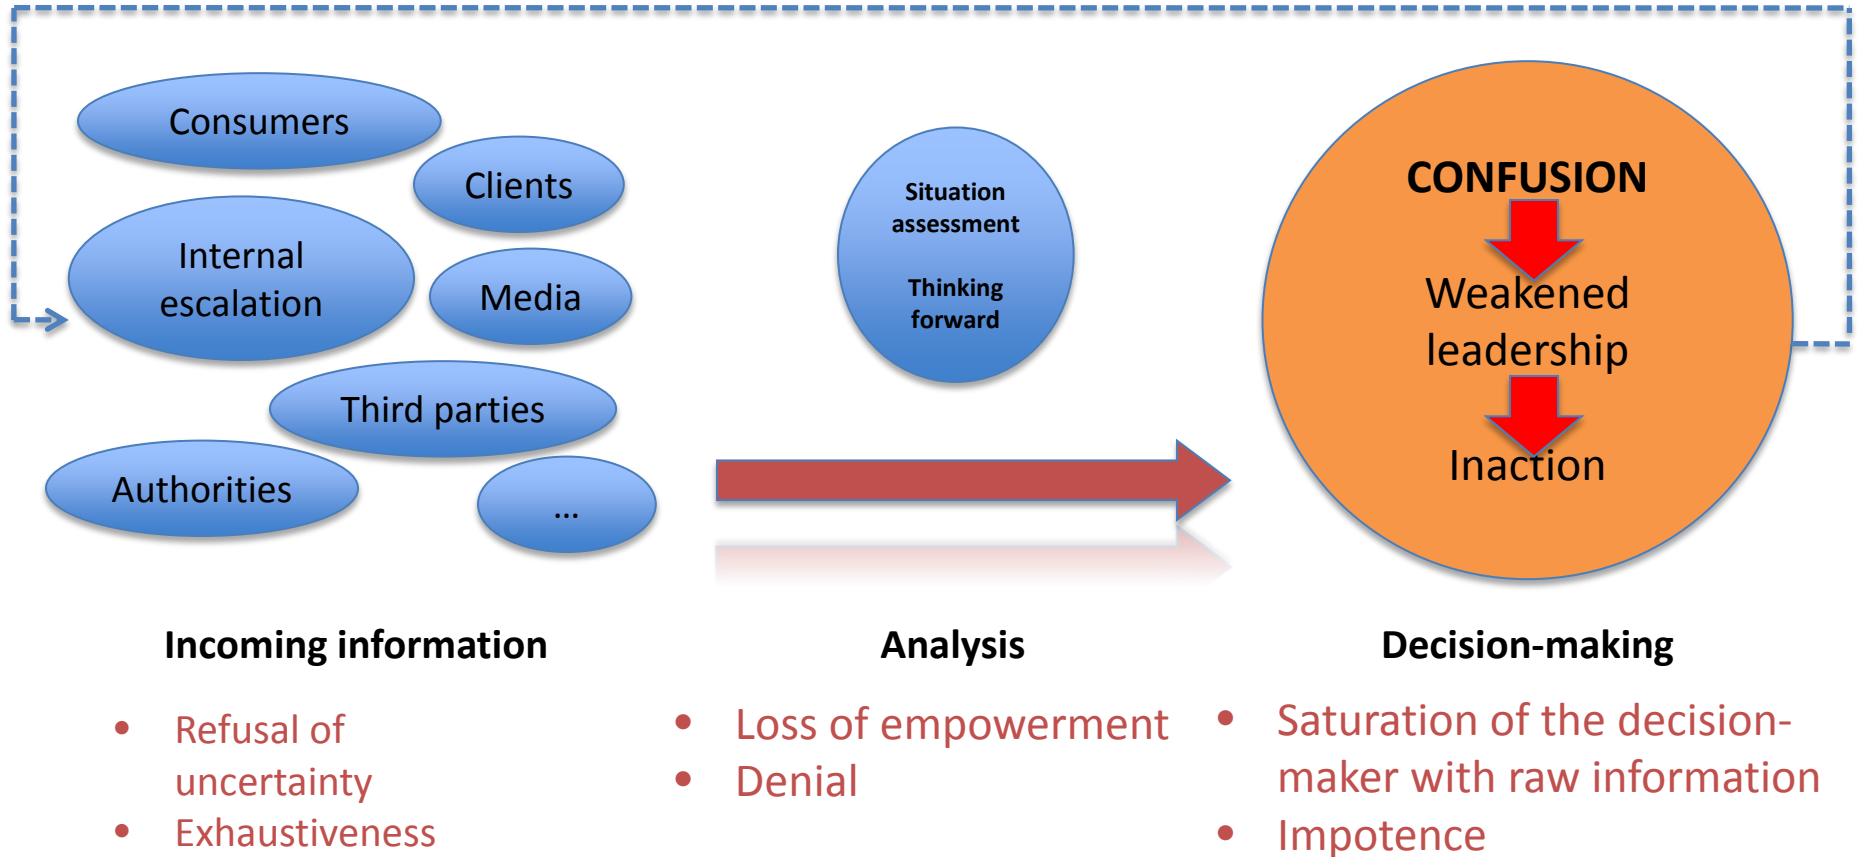 Consumers
Clients
Internal
escalation
Media
Third parties
Authorities
...
Situation
assessment
Thinking
forward
CONFUSION
Weakened
leadership
Inaction
Incoming information
• Refusal of
uncertainty
• Exhaustiveness
Analysis
• Loss of empowerment
• Denial
Decision-making
• Saturation of the decision-
maker with raw information
• Impotence